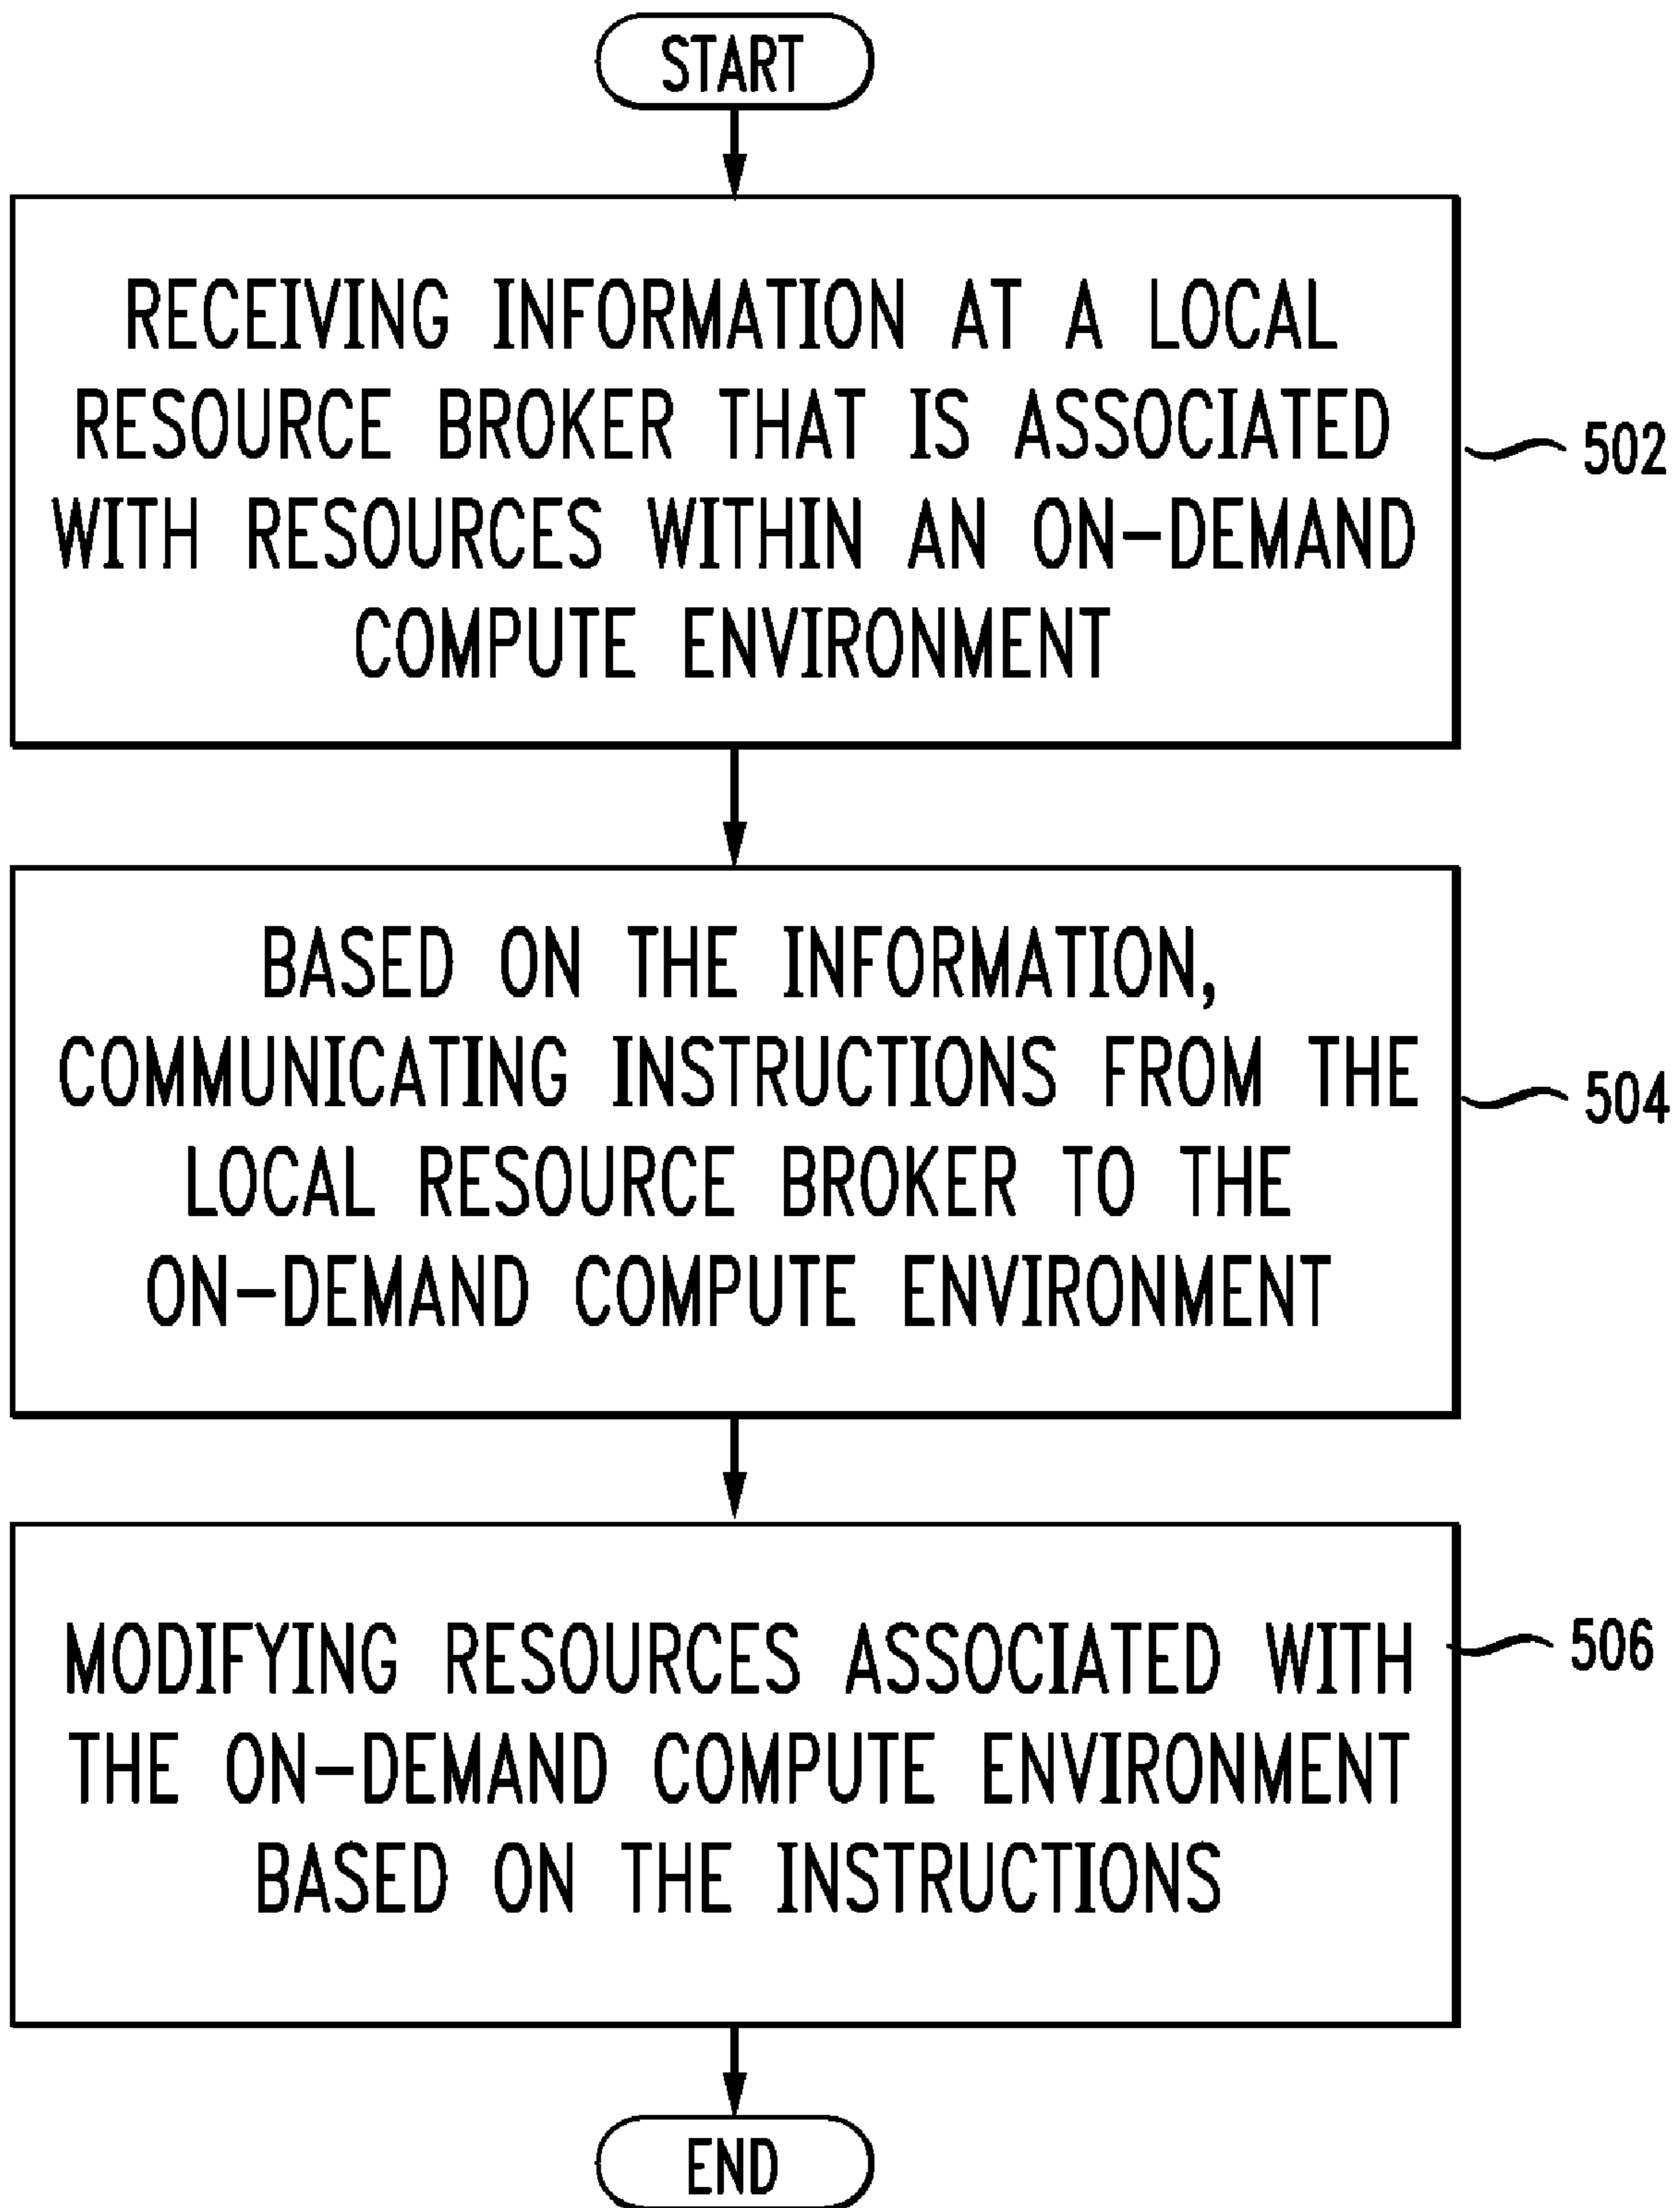 START
RECEIVING INFORMATION AT A LOCAL
RESOURCE BROKER THAT IS ASSOCIATED
WITH RESOURCES WITHIN AN ON-DEMAND
COMPUTE ENVIRONMENT
502
BASED ON THE INFORMATION,
COMMUNICATING INSTRUCTIONS FROM THE
LOCAL RESOURCE BROKER TO THE
ON-DEMAND COMPUTE ENVIRONMENT
504
MODIFYING RESOURCES ASSOCIATED WITH
THE ON-DEMAND COMPUTE ENVIRONMENT
BASED ON THE INSTRUCTIONS
506
END